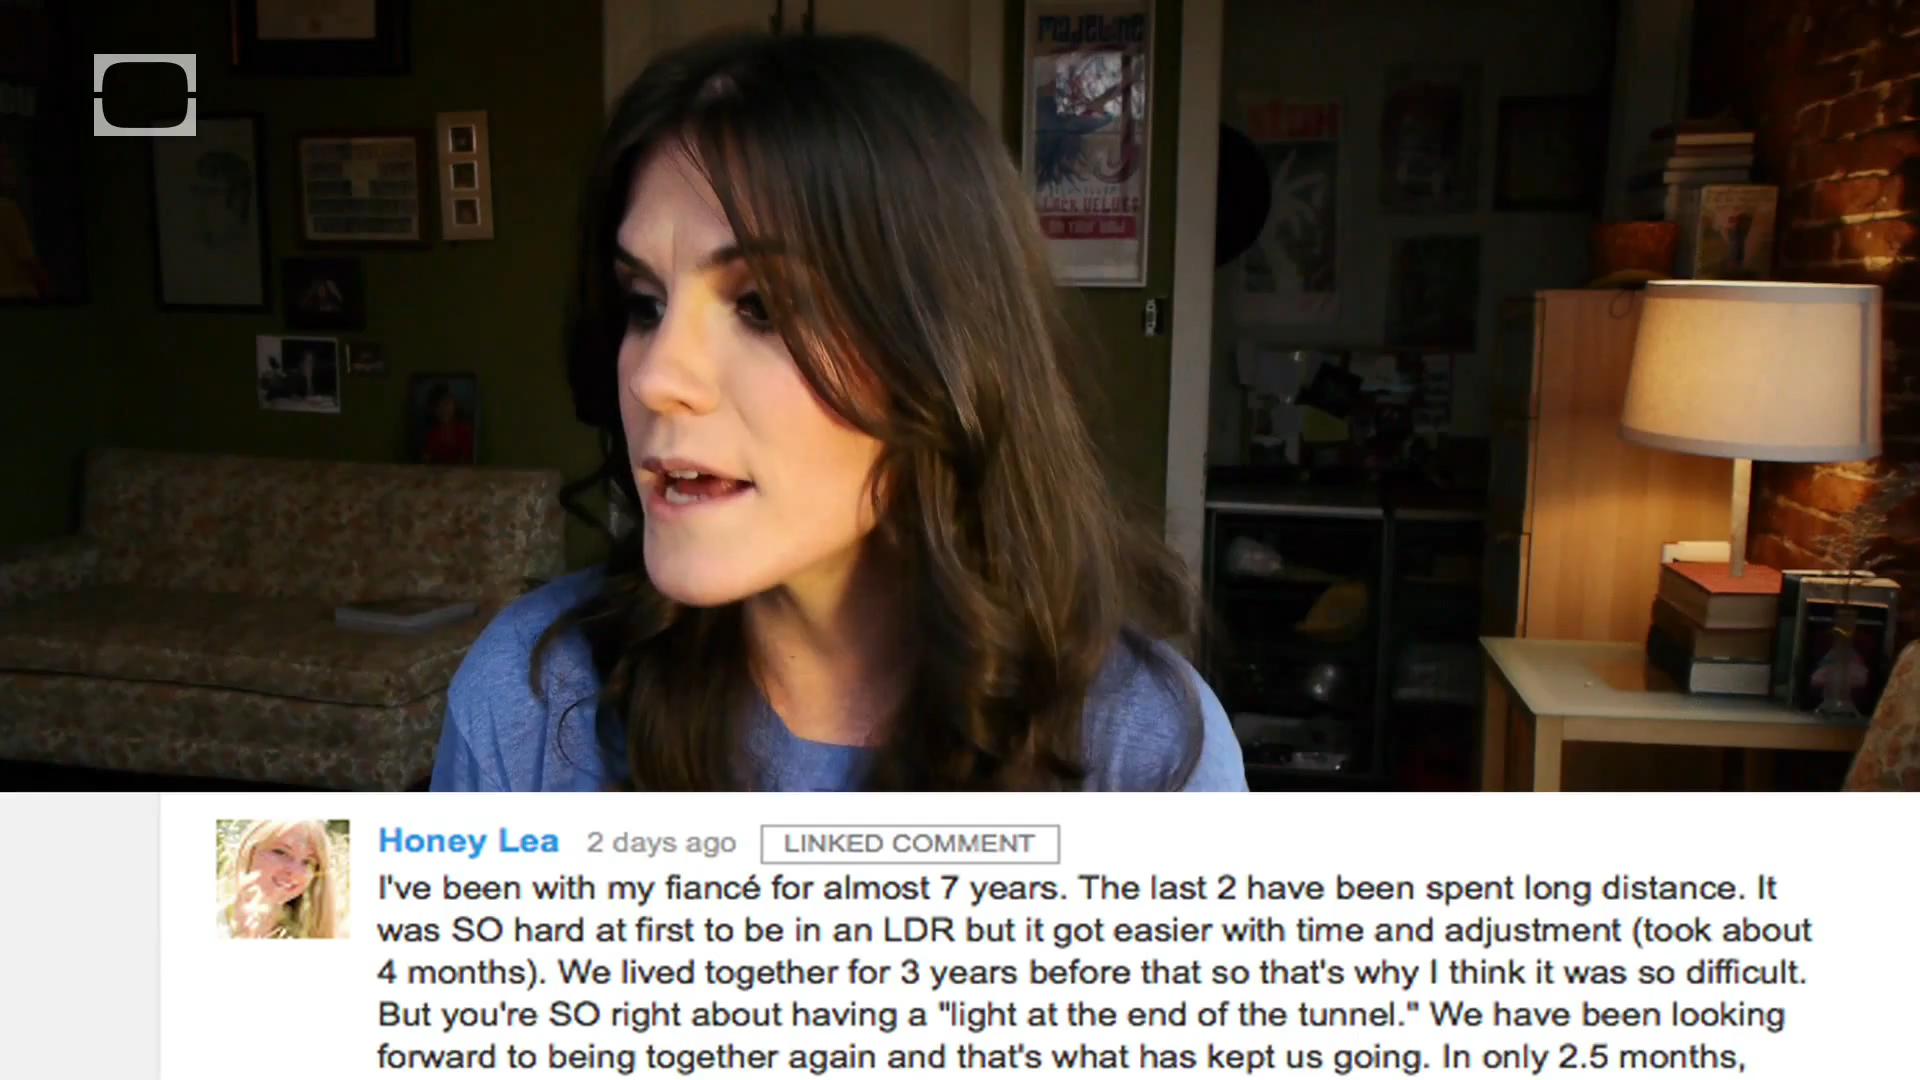 MADELINE
Honey Lea 2 days ago LINKED COMMENT
I've been with my fiancé for almost 7 years. The last 2 have been spent long distance. It
was SO hard at first to be in an LDR but it got easier with time and adjustment (took about
4 months). We lived together for 3 years before that so that's why I think it was so difficult.
But you're SO right about having a "light at the end of the tunnel." We have been looking
forward to being together again and that's what has kept us going. In only 2.5 months,